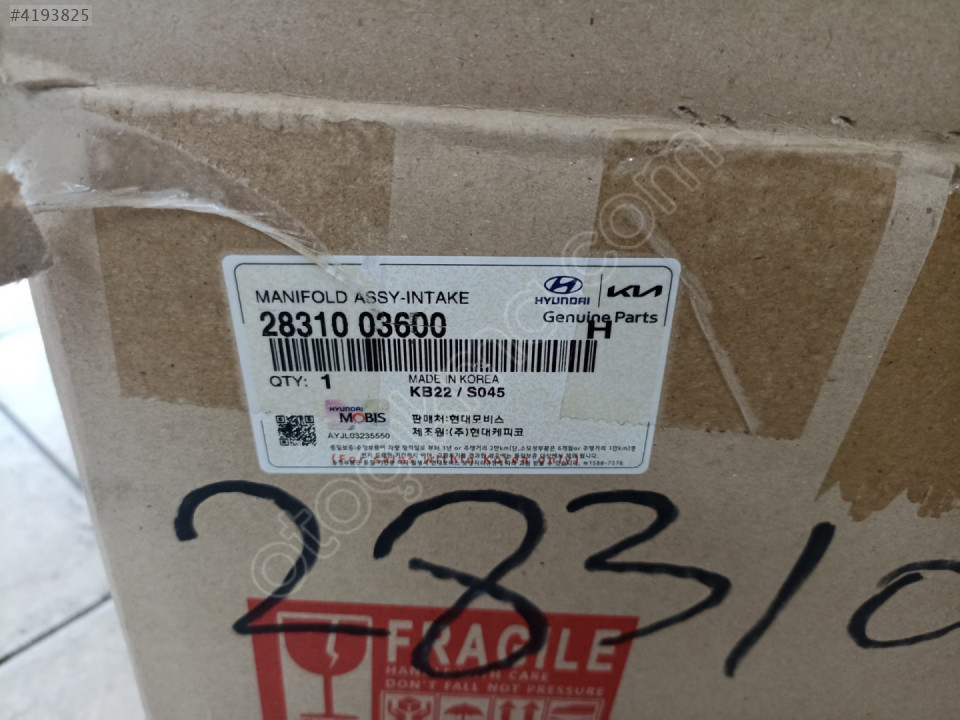 #4193825
MANIFOLD ASSY-INTAKE
HYUNDAI KIA
28310 03600
Genuine Parts
H
QTY: 1
MADE IN KOREA
KB22 / S045
HYUNDAI
MOBIS
판매처:현대모비스
제조원:(주)현대케피코
AYJL03235550
28310
FRAGILE
HANDLE WITH CARE
DON'T FALL NOT PRESSURE